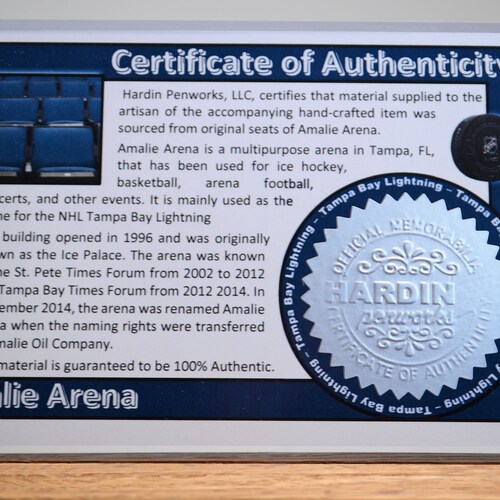 Certificate of Authenticity
Hardin Penworks, LLC, certifies that material supplied to the
artisan of the accompanying hand-crafted item was
sourced from original seats of Amalie Arena.
Amalie Arena is a multipurpose arena in Tampa, FL,
that has been used for ice hockey,
basketball, arena football,
certs, and other events. It is mainly used as the
e for the NHL Tampa Bay Lightning
building opened in 1996 and was originally
wn as the Ice Palace. The arena was known
he St. Pete Times Forum from 2002 to 2012
Tampa Bay Times Forum from 2012 2014. In
ember 2014, the arena was renamed Amalie
a when the naming rights were transferred
malie Oil Company.
material is guaranteed to be 100% Authentic.
alie Arena
Tampa Bay Lightning - Tampa Bay Lightning - Tampa Bay Lightning - Tampa Bay Lightning
OFFICIAL MEMORABILIA
HARDIN
penworks
CERTIFICATE OF AUTHENTICITY